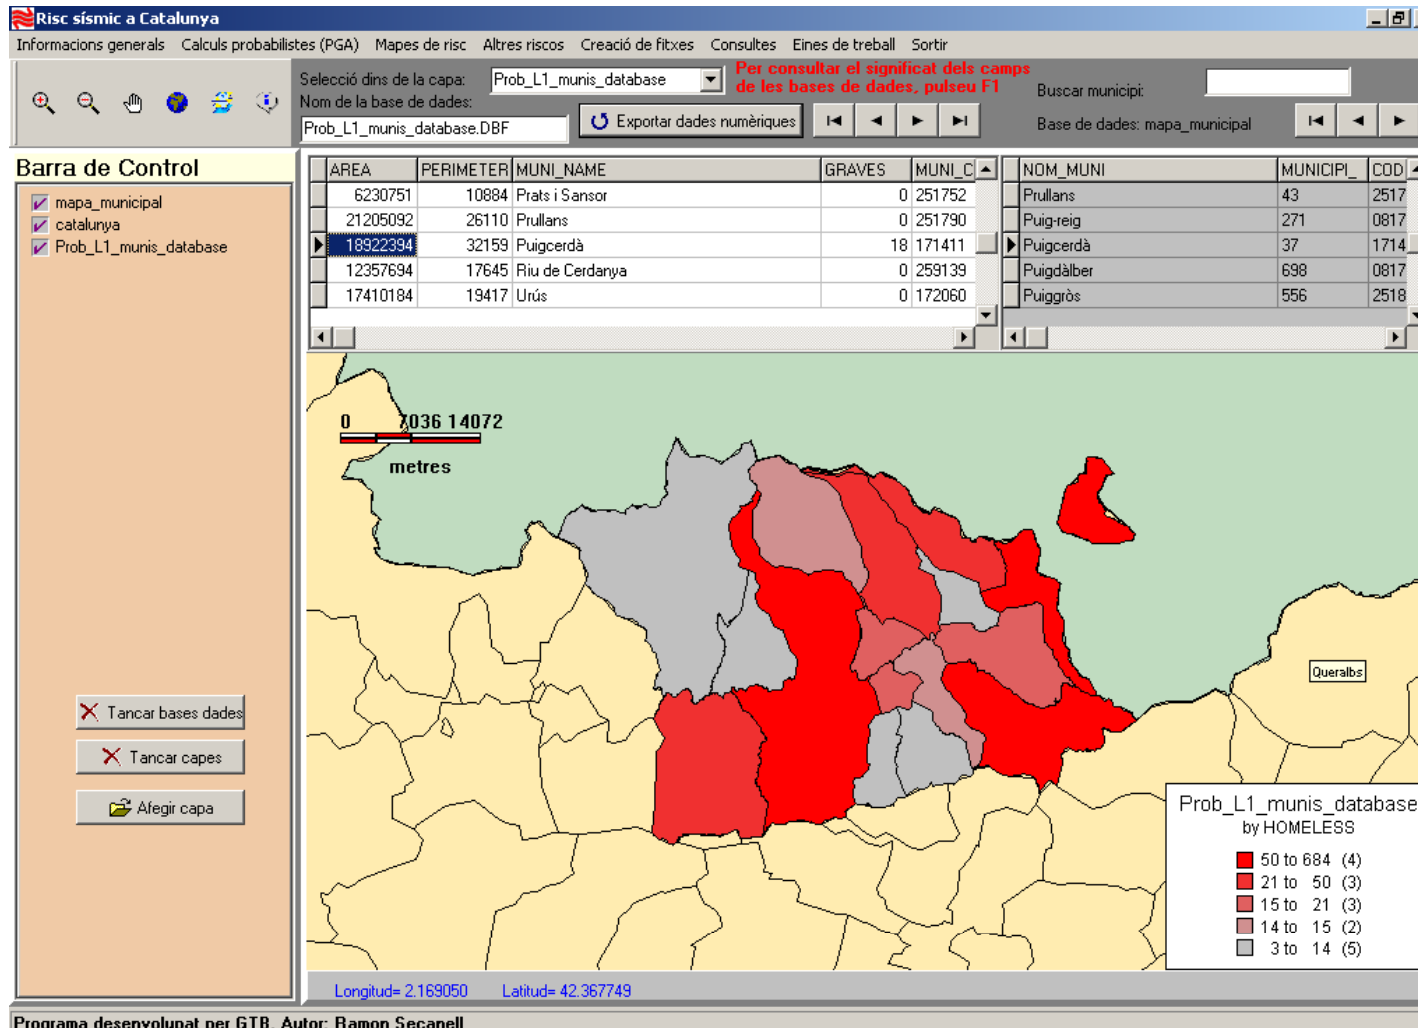 Risc sísmic a Catalunya
Informacions generals Calculs probabilistes (PGA) Mapes de risc Altres riscos Creació de fitxes Consultes Eines de treball Sortir
Selecció dins de la capa: Prob_L1_munis_database
Per consultar el significat dels camps
de les bases de dades, pulseu F1
Nom de la base de dades:
Prob_L1_munis_database.DBF
Exportar dades numèriques
Buscar municipi:
Base de dades: mapa_municipal
Barra de Control
mapa_municipal
catalunya
Prob_L1_munis_database
AREA PERIMETER MUNI_NAME GRAVES MUNI_C
6230751 10884 Prats i Sansor 0 251752
21205092 26110 Prullans 0 251790
18922394 32159 Puigcerdà 18 171411
12357694 17645 Riu de Cerdanya 0 259139
17410184 19417 Urús 0 172060
NOM_MUNI MUNICIPI_ COD
Prullans 43 2517
Puig-reig 271 0817
Puigcerdà 37 1714
Puigdàlber 698 0817
Puiggròs 556 2518
0 7036 14072
metres
Queralbs
Tancar bases dades
Tancar capes
Afegir capa
Prob_L1_munis_database
by HOMELESS
50 to 684 (4)
21 to 50 (3)
15 to 21 (3)
14 to 15 (2)
3 to 14 (5)
Longitud= 2.169050 Latitud= 42.367749
Programa desenvolupat per GTB. Autor: Ramon Secanell